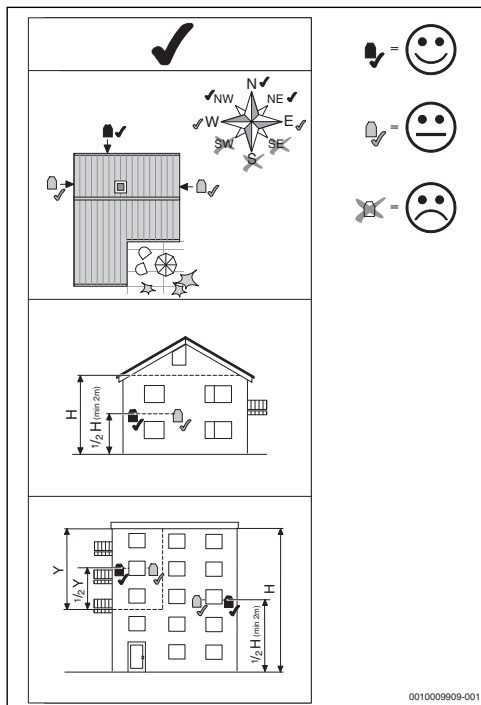 N
NW NE
W E
SW SE
S
=
=
=
H
1/2 H (min 2m)
Y
1/2 Y
H
1/2 H (min 2m)
0010009909-001